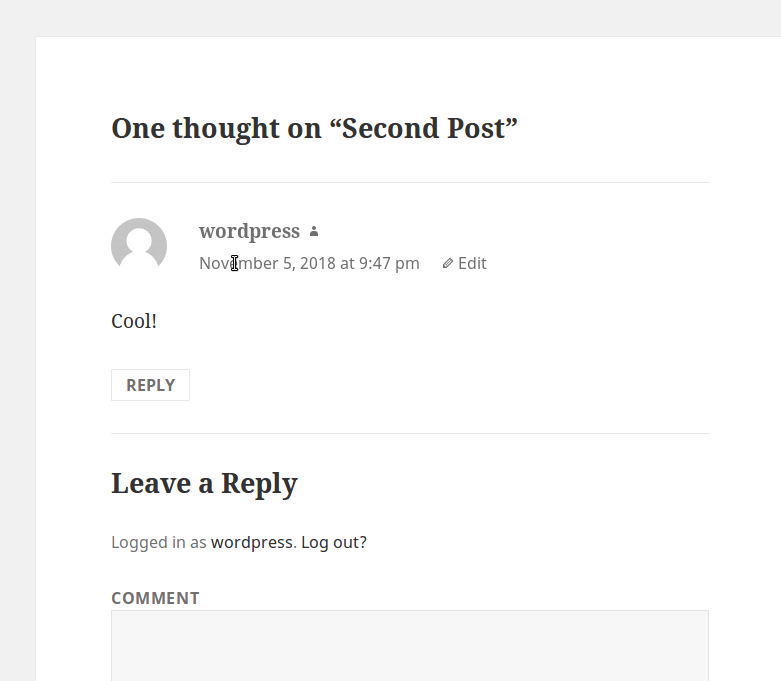 One thought on “Second Post”
wordpress
November 5, 2018 at 9:47 pm Edit
Cool!
REPLY
Leave a Reply
Logged in as wordpress. Log out?
COMMENT